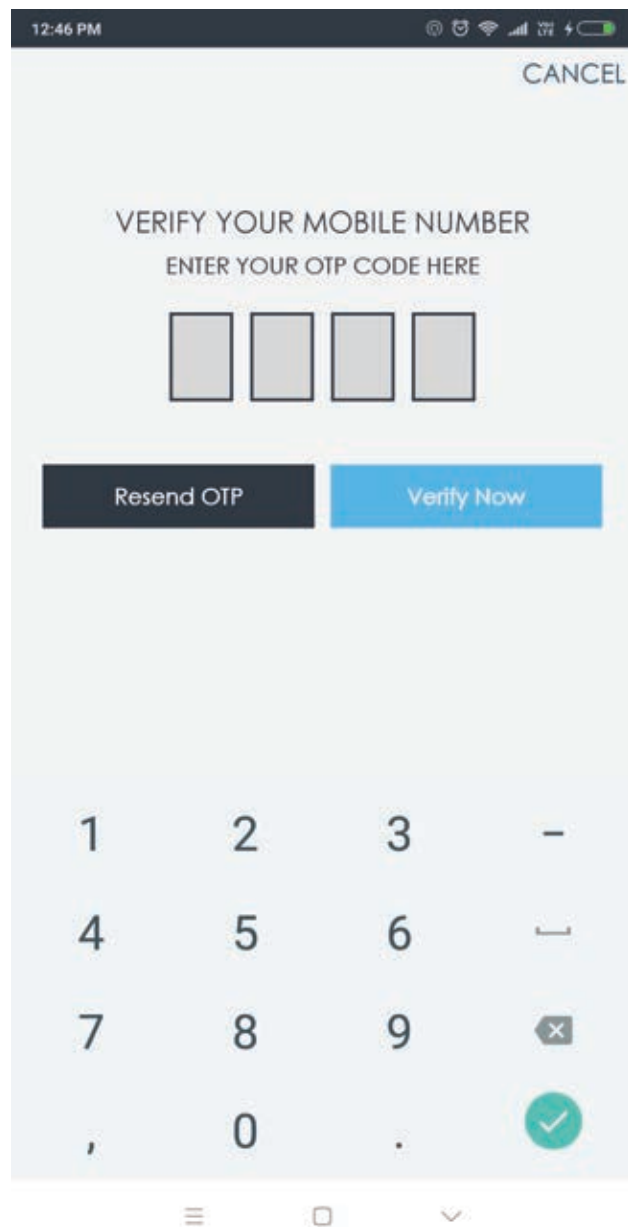 12:46 PM
CANCEL
VERIFY YOUR MOBILE NUMBER
ENTER YOUR OTP CODE HERE
Resend OTP Verify Now
1 2 3 -
4 5 6
7 8 9
, 0 .